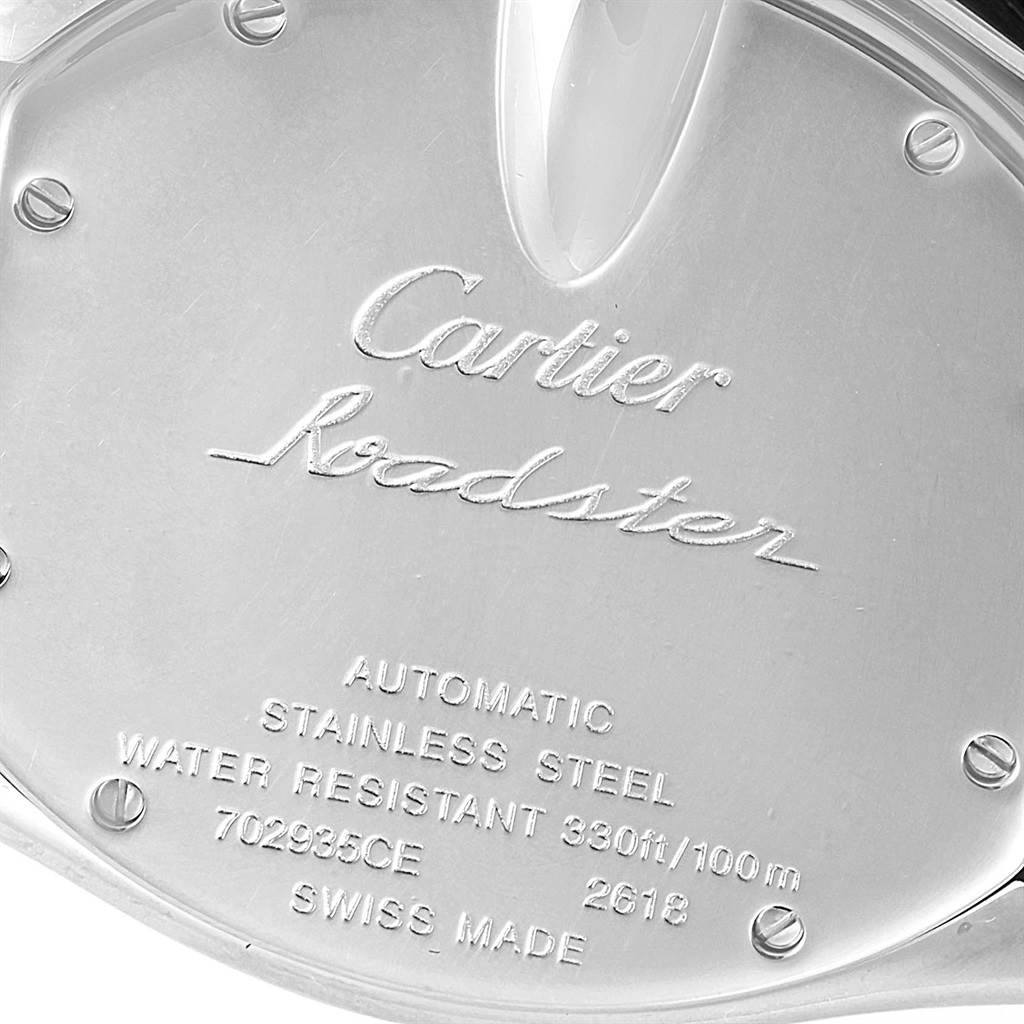 Cartier
Roadster
AUTOMATIC
STAINLESS STEEL
WATER RESISTANT 330ft/100m
702935CE 2618
SWISS MADE